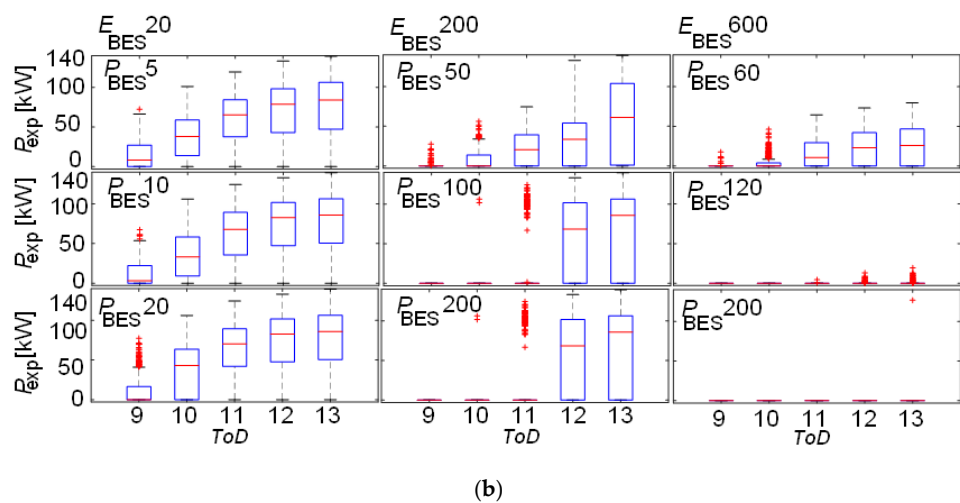 E BES 20 E BES 200 E BES 600
140 P BES 5 P BES 50 P BES 60
100
P exp [kW]
50
0
140 P BES 10 P BES 100 P BES 120
100
P exp [kW]
50
0
140 P BES 20 P BES 200 P BES 200
100
P exp [kW]
50
0
9 10 11 12 13 9 10 11 12 13 9 10 11 12 13
ToD ToD ToD
(b)